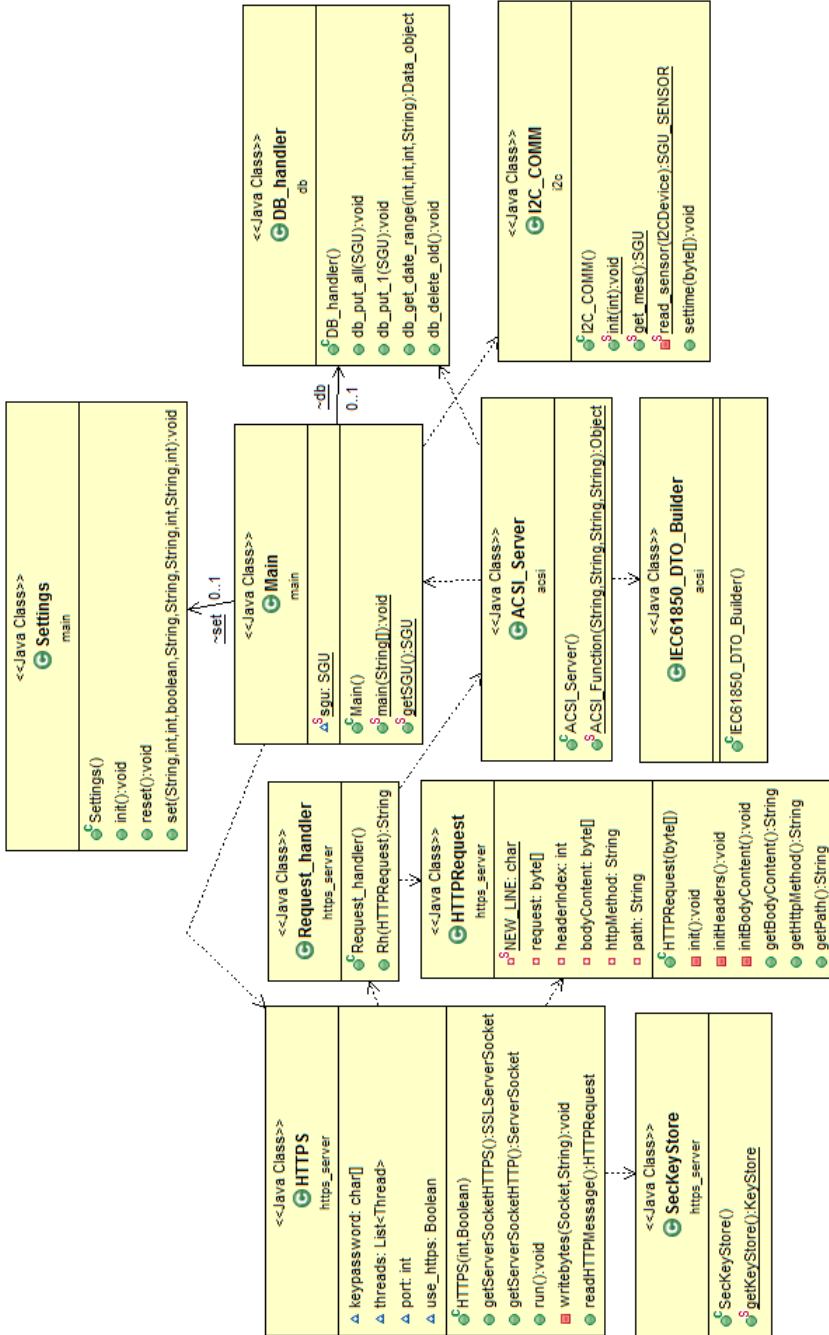 <<Java Class>>
Settings
main
Settings()
init():void
reset():void
set(String,int,int,boolean,String,String,String,int,String,int):void
~set
0..1
<<Java Class>>
Main
main
sgu: SGU
Main()
main(String[]):void
getSGU():SGU
~db
0..1
<<Java Class>>
DB_handler
db
DB_handler()
db_put_all(SGU):void
db_put_1(SGU):void
db_get_date_range(int,int,int,String):Data_object
db_delete_old():void
<<Java Class>>
HTTPS
https_server
keypassword: char[]
threads: List<Thread>
port: int
use_https: Boolean
HTTPS(int,Boolean)
getServerSocketHTTPS():SSLServerSocket
getServerSocketHTTP():ServerSocket
run():void
writebytes(Socket,String):void
readHTTPMessage():HTTPRequest
<<Java Class>>
Request_handler
https_server
Request_handler()
Rh(HTTPRequest):String
<<Java Class>>
ACSI_Server
acsi
ACSI_Server()
ACSI_Function(String,String,String):Object
<<Java Class>>
I2C_COMM
i2c
I2C_COMM()
init(int):void
get_mes():SGU
read_sensor(I2CDevice):SGU_SENSOR
settime(byte[]):void
<<Java Class>>
SecKeyStore
https_server
SecKeyStore()
getKeyStore():KeyStore
<<Java Class>>
HTTPRequest
https_server
NEW_LINE: char
request: byte[]
headerIndex: int
bodyContent: byte[]
httpMethod: String
path: String
HTTPRequest(byte[])
init():void
initHeaders():void
initBodyContent():void
getBodyContent():String
getHttpMethod():String
getPath():String
<<Java Class>>
IEC61850_DTO_Builder
acsi
IEC61850_DTO_Builder()